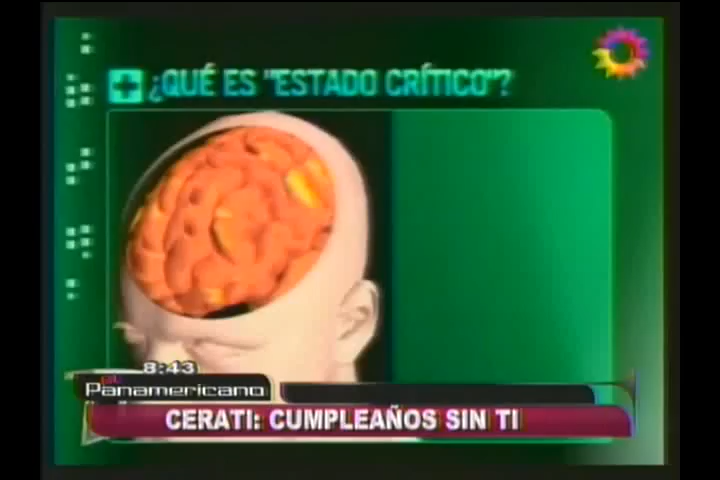 ¿QUÉ ES "ESTADO CRÍTICO"?
8:43
Panamericano
CERATI: CUMPLEAÑOS SIN TI